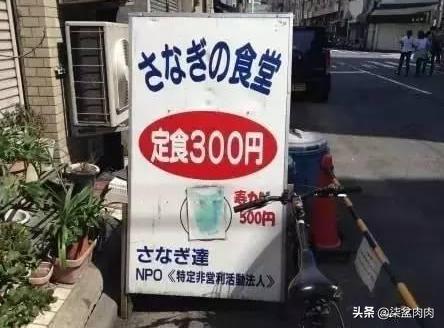 さなぎの食堂
定食300円
500円
さなぎ達
NPO《特定非営利活動法人》
头条 @柒盆肉肉